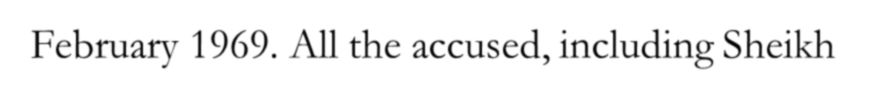 February 1969. All the accused, including Sheikh